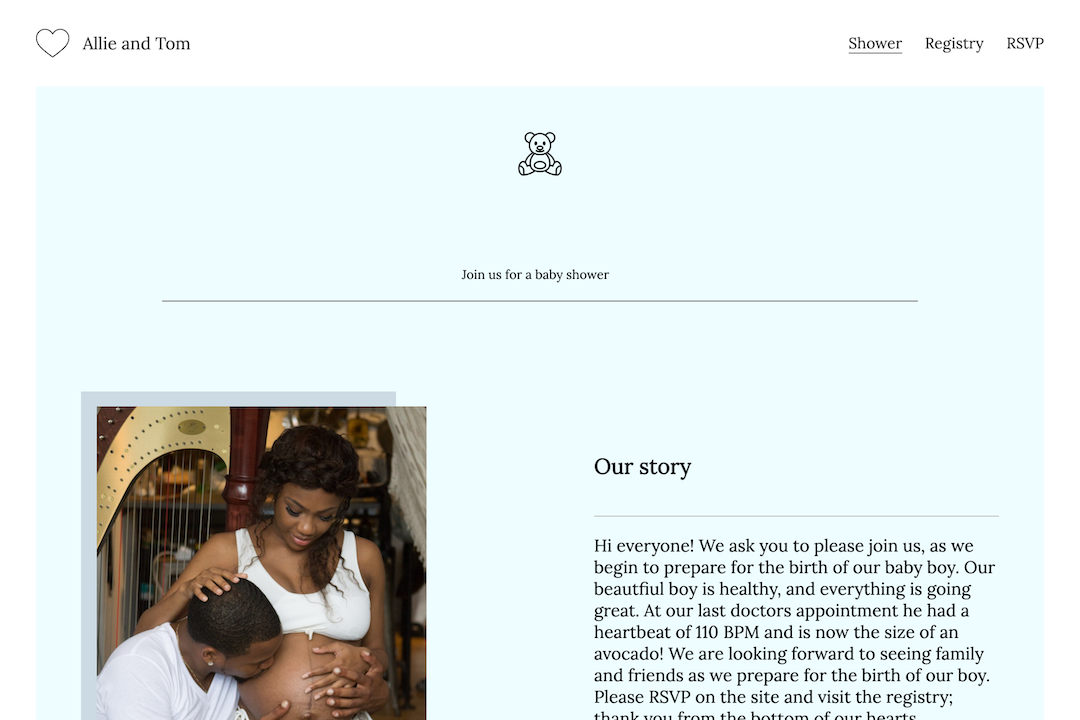 Allie and Tom
Shower Registry RSVP
Join us for a baby shower
Our story
Hi everyone! We ask you to please join us, as we
begin to prepare for the birth of our baby boy. Our
beautful boy is healthy, and everything is going
great. At our last doctors appointment he had a
heartbeat of 110 BPM and is now the size of an
avocado! We are looking forward to seeing family
and friends as we prepare for the birth of our boy.
Please RSVP on the site and visit the registry;
thank you from the bottom of our hearts